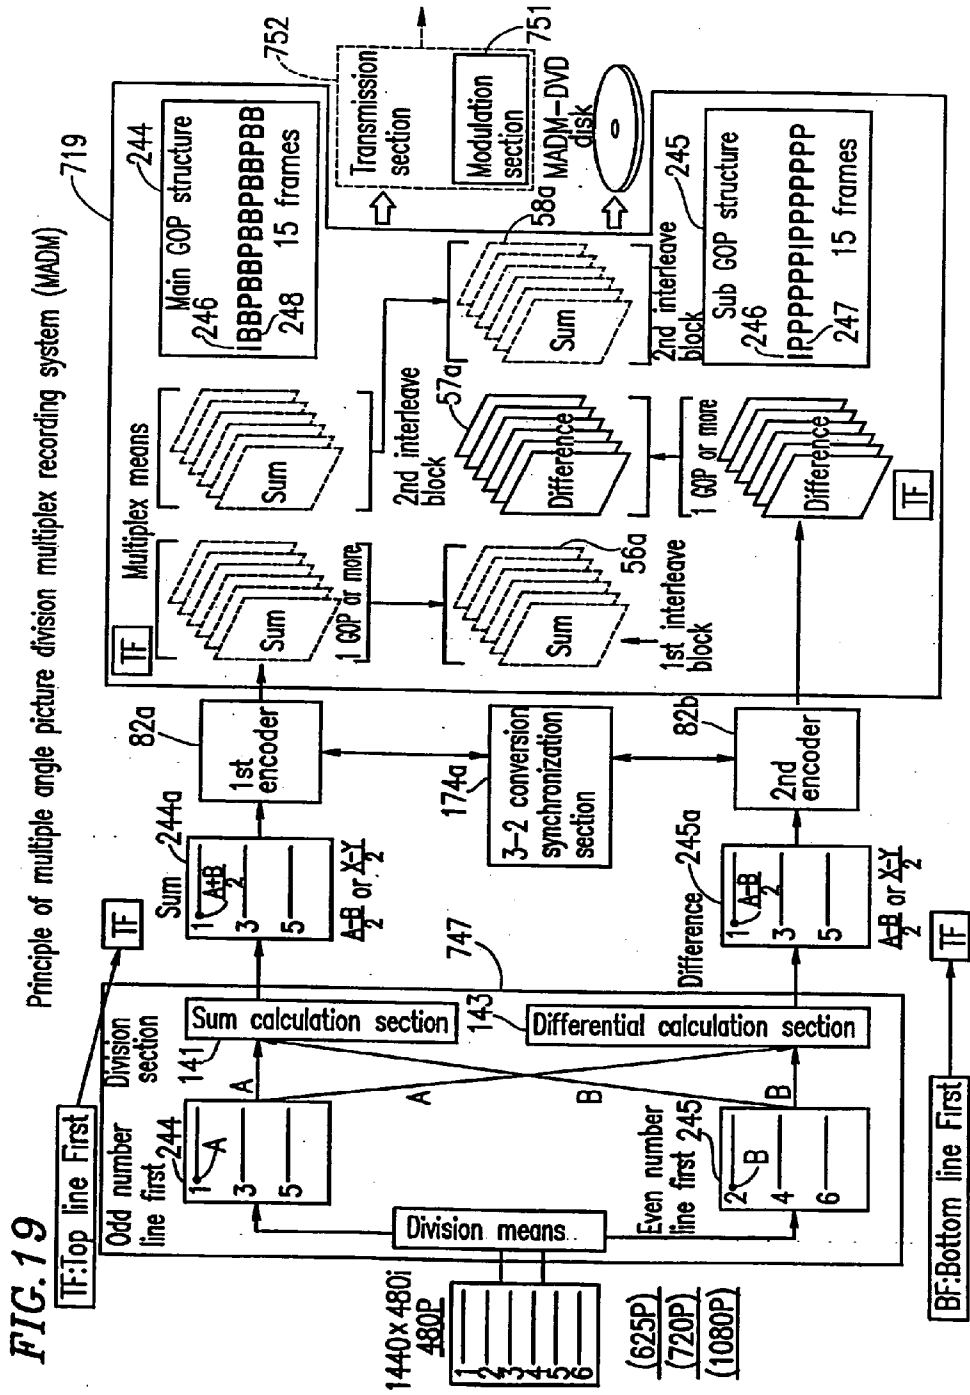 FIG.19
Principle of multiple angle picture division multiplex recording system (MADM)
TF:Top line First
TF
1440×480i
480P
1
2
3
4
5
6
(625P)
(720P)
(1080P)
Division means
Odd number
line first 244
1
A
3
5
Even number
line first 245
2
B
4
6
Division
section
141
A
A
B
B
Sum calculation section
143
Differential calculation section
747
Sum
244a
1
A+B
2
3
5
A-B or X-Y
2 2
Difference 245a
1
A-B
2
3
5
A-B or X-Y
2 2
BF:Bottom line First
TF
82a
1st
encoder
174a
3-2 conversion
synchronization
section
82b
2nd encoder
719
TF
Multiplex means
Sum
1 GOP or more
Sum
2nd interleave
block
Sum
56a
1st interleave
block
57a
Difference
1 GOP or more
Difference
TF
58a
Sum
2nd interleave
block
244
Main GOP structure
246
IBBPBBPBBPBBPBB
248
15 frames
245
Sub GOP structure
246
IPPPPPPIPPPPPPP
247
15 frames
752
Transmission
section
751
Modulation
section
MADM-DVD
disk